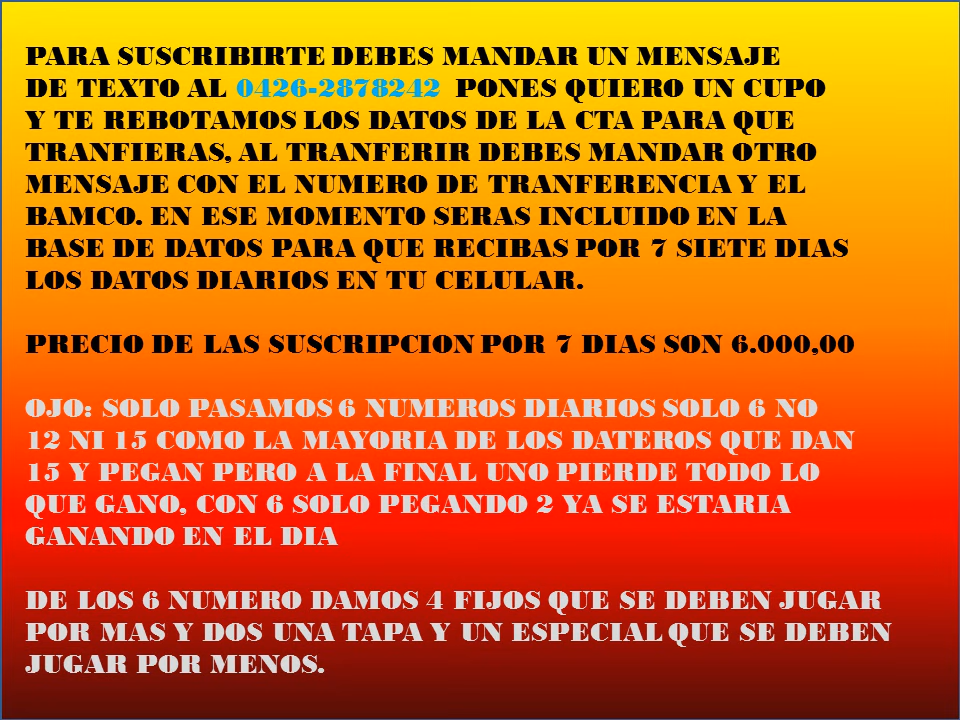 PARA SUSCRIBIRTE DEBES MANDAR UN MENSAJE
DE TEXTO AL 0426-2878242 PONES QUIERO UN CUPO
Y TE REBOTAMOS LOS DATOS DE LA CTA PARA QUE
TRANFIERAS, AL TRANFERIR DEBES MANDAR OTRO
MENSAJE CON EL NUMERO DE TRANFERENCIA Y EL
BAMCO. EN ESE MOMENTO SERAS INCLUIDO EN LA
BASE DE DATOS PARA QUE RECIBAS POR 7 SIETE DIAS
LOS DATOS DIARIOS EN TU CELULAR.
PRECIO DE LAS SUSCRIPCION POR 7 DIAS SON 6.000,00
OJO: SOLO PASAMOS 6 NUMEROS DIARIOS SOLO 6 NO
12 NI 15 COMO LA MAYORIA DE LOS DATEROS QUE DAN
15 Y PEGAN PERO A LA FINAL UNO PIERDE TODO LO
QUE GANO, CON 6 SOLO PEGANDO 2 YA SE ESTARIA
GANANDO EN EL DIA
DE LOS 6 NUMERO DAMOS 4 FIJOS QUE SE DEBEN JUGAR
POR MAS Y DOS UNA TAPA Y UN ESPECIAL QUE SE DEBEN
JUGAR POR MENOS.